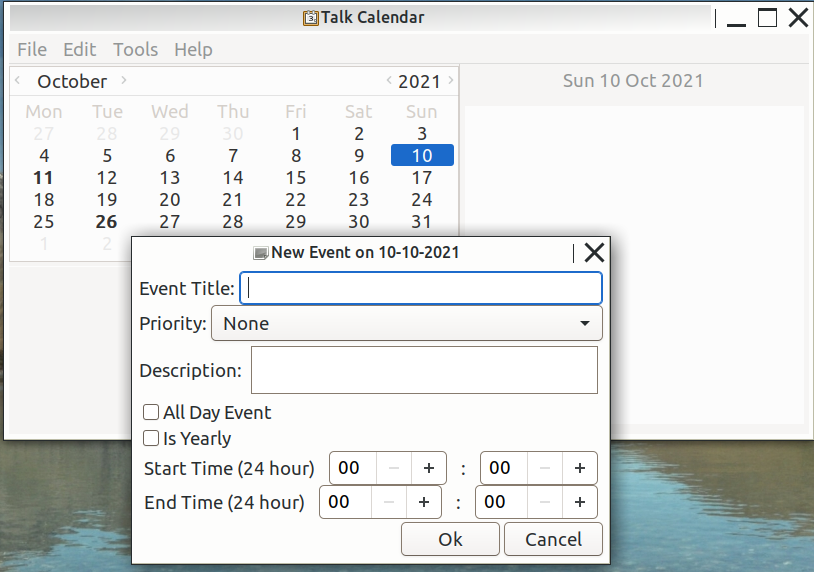 Talk Calendar
File Edit Tools Help
October 2021
Sun 10 Oct 2021
Mon Tue Wed Thu Fri Sat Sun
27 28 29 30 1 2 3
4 5 6 7 8 9 10
11 12 13 14 15 16 17
18 19 20 21 22 23 24
25 26 27 28 29 30 31
1 2
New Event on 10-10-2021
Event Title:
Priority: None
Description:
All Day Event
Is Yearly
Start Time (24 hour) 00 − + : 00 − +
End Time (24 hour) 00 − + : 00 − +
Ok Cancel